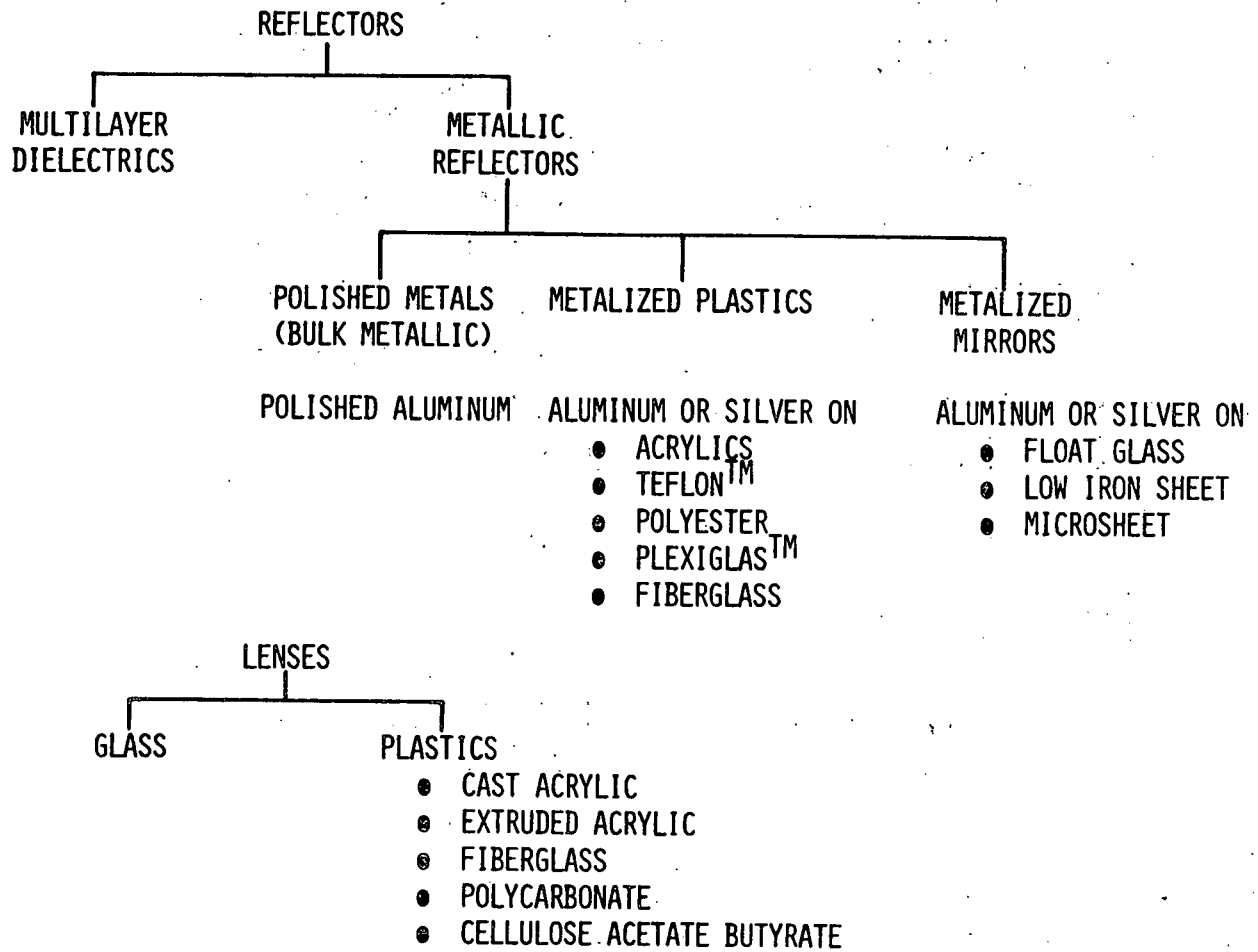 REFLECTORS
MULTILAYER
DIELECTRICS
METALLIC
REFLECTORS
POLISHED METALS
(BULK METALLIC)
METALIZED PLASTICS
METALIZED
MIRRORS
POLISHED ALUMINUM
ALUMINUM OR SILVER ON
● ACRYLICS
● TEFLON™
● POLYESTER
● PLEXIGLAS™
● FIBERGLASS
ALUMINUM OR SILVER ON
● FLOAT GLASS
● LOW IRON SHEET
● MICROSHEET
LENSES
GLASS
PLASTICS
● CAST ACRYLIC
● EXTRUDED ACRYLIC
● FIBERGLASS
● POLYCARBONATE
● CELLULOSE ACETATE BUTYRATE